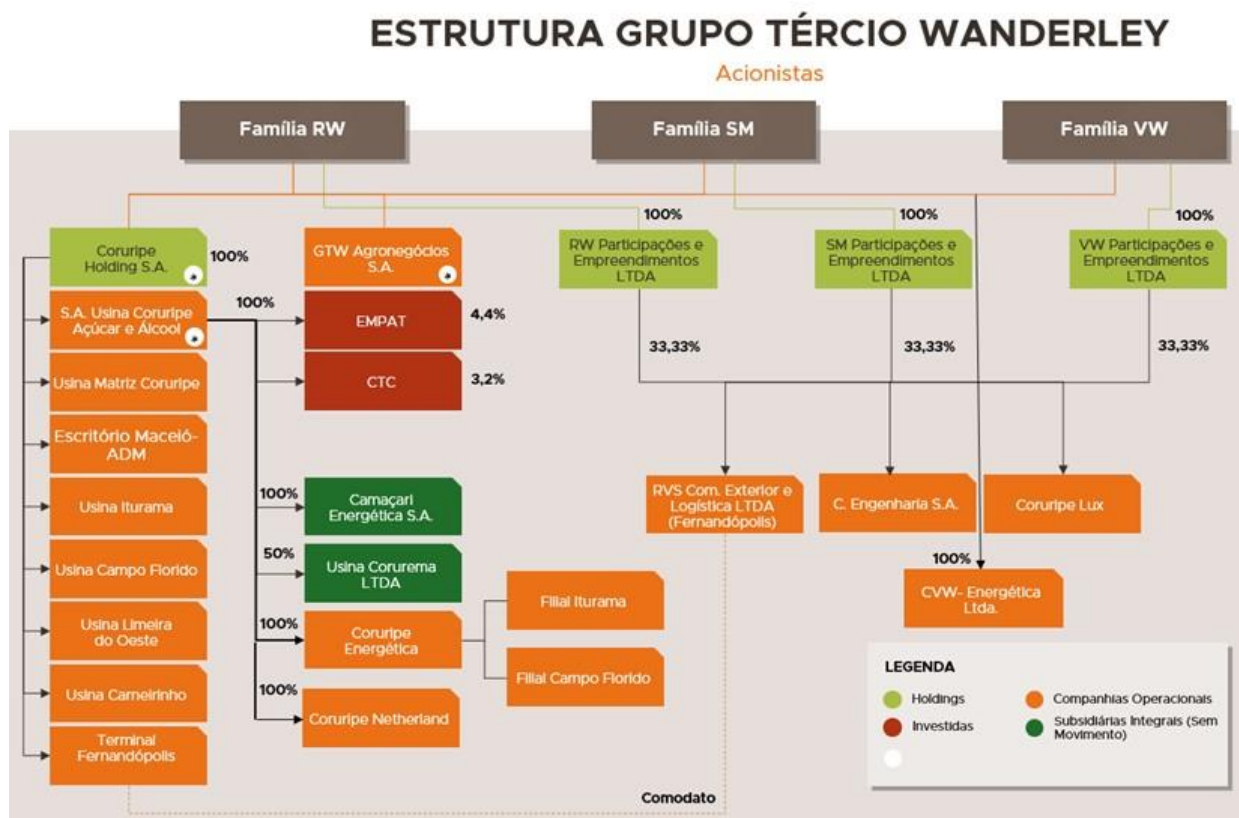 ESTRUTURA GRUPO TÉRCIO WANDERLEY
Acionistas
Família RW
Família SM
Família VW
Coruripe
Holding S.A.
100%
GTW Agronegócios
S.A.
100%
RW Participações e
Empreendimentos
LTDA
100%
SM Participações e
Empreendimentos
LTDA
100%
VW Participações e
Empreendimentos
LTDA
S.A. Usina Coruripe
Açúcar e Álcool
100%
EMPAT
4,4%
33,33%
33,33%
33,33%
Usina Matriz Coruripe
CTC
3,2%
Escritório Maceió-
ADM
Usina Iturama
100%
Camaçari
Energética S.A.
RVS Com. Exterior e
Logística LTDA
(Fernandópolis)
C. Engenharia S.A.
Coruripe Lux
Usina Campo Florido
50%
Usina Corurema
LTDA
100%
CVW- Energética
Ltda.
Usina Limeira
do Oeste
100%
Coruripe
Energética
Filial Iturama
Filial Campo Florido
Usina Carneirinho
100%
Coruripe Netherland
Terminal
Fernandópolis
Comodato
LEGENDA
Holdings
Companhias Operacionais
Investidas
Subsidiárias Integrais (Sem
Movimento)